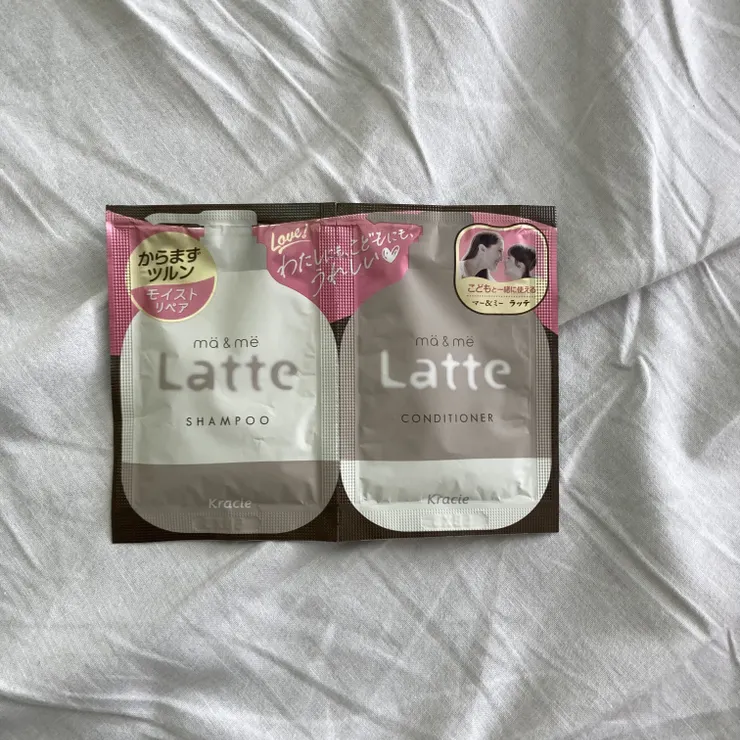 からまず
ツルン
モイスト
リペア
Love!
わたしにも、こどもにも、
うれしい
こどもと一緒に使える
マー&ミー ラッテ
mä & më
Latte
SHAMPOO
Kracie
mä & më
Latte
CONDITIONER
Kracie